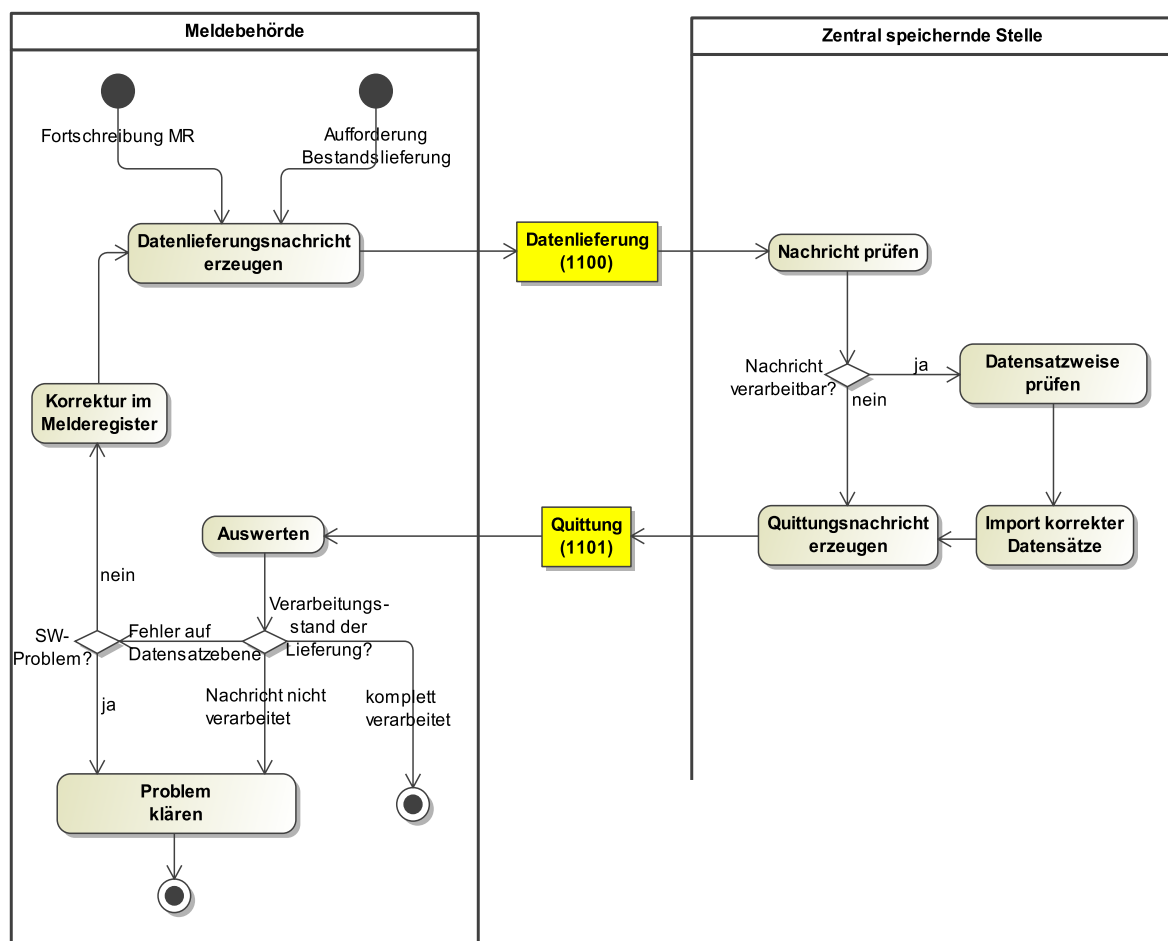 Meldebehörde
Zentral speichernde Stelle
Fortschreibung MR
Aufforderung
Bestandslieferung
Datenlieferungsnachricht
erzeugen
Datenlieferung
(1100)
Nachricht prüfen
Nachricht
verarbeitbar?
ja
nein
Datensatzweise
prüfen
Korrektur im
Melderegister
Auswerten
Quittung
(1101)
Quittungsnachricht
erzeugen
Import korrekter
Datensätze
nein
Verarbeitungs-
stand der
Lieferung?
Fehler auf
Datensatzebene
SW-
Problem?
ja
Nachricht nicht
verarbeitet
komplett
verarbeitet
Problem
klären